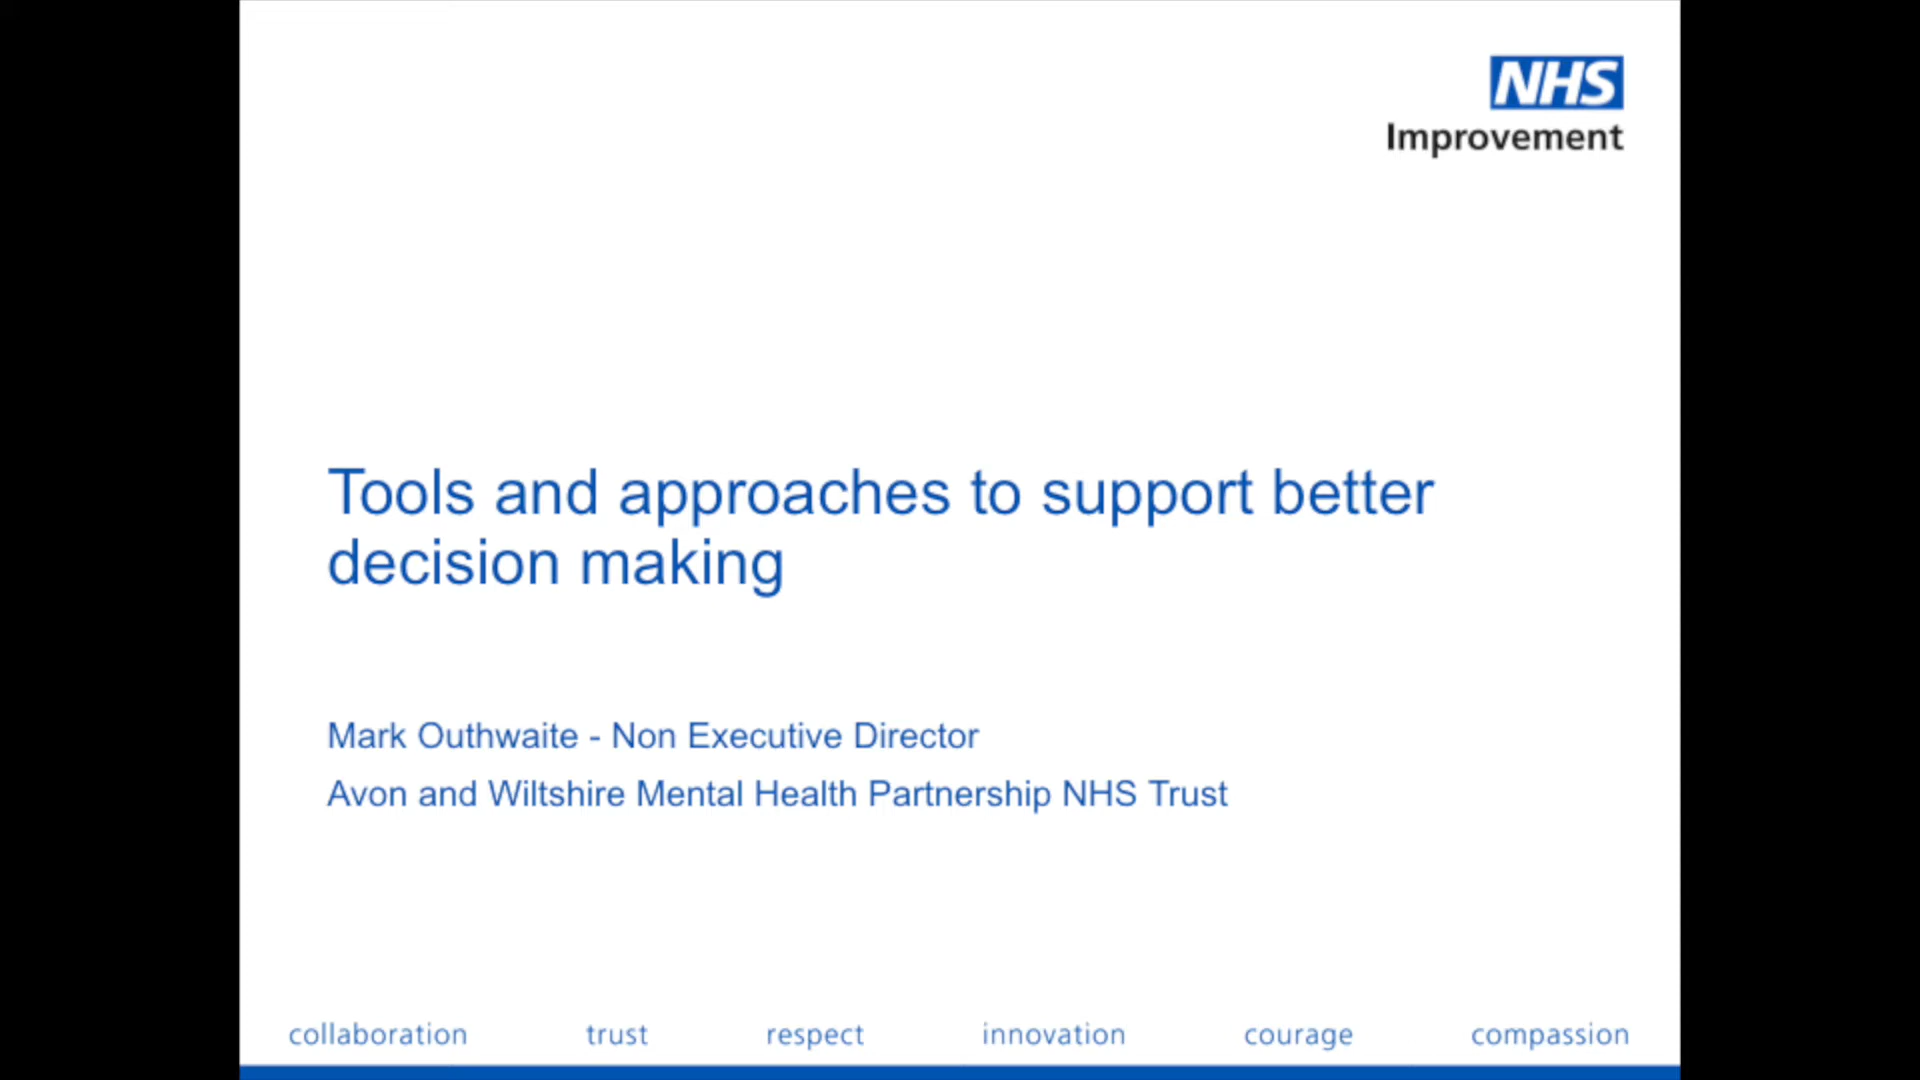 NHS
Improvement
Tools and approaches to support better
decision making
Mark Outhwaite - Non Executive Director
Avon and Wiltshire Mental Health Partnership NHS Trust
collaboration trust respect innovation courage compassion